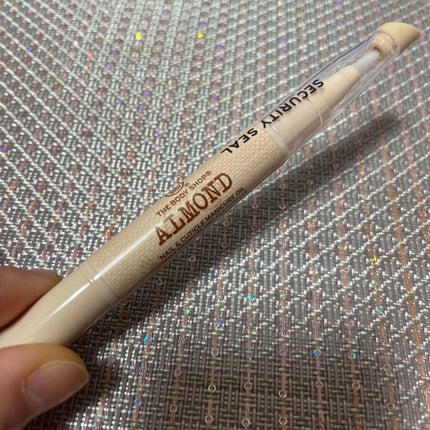 SECURITY SEAL
THE BODY SHOP®
ALMOND
NAIL & CUTICLE MANICURE OIL